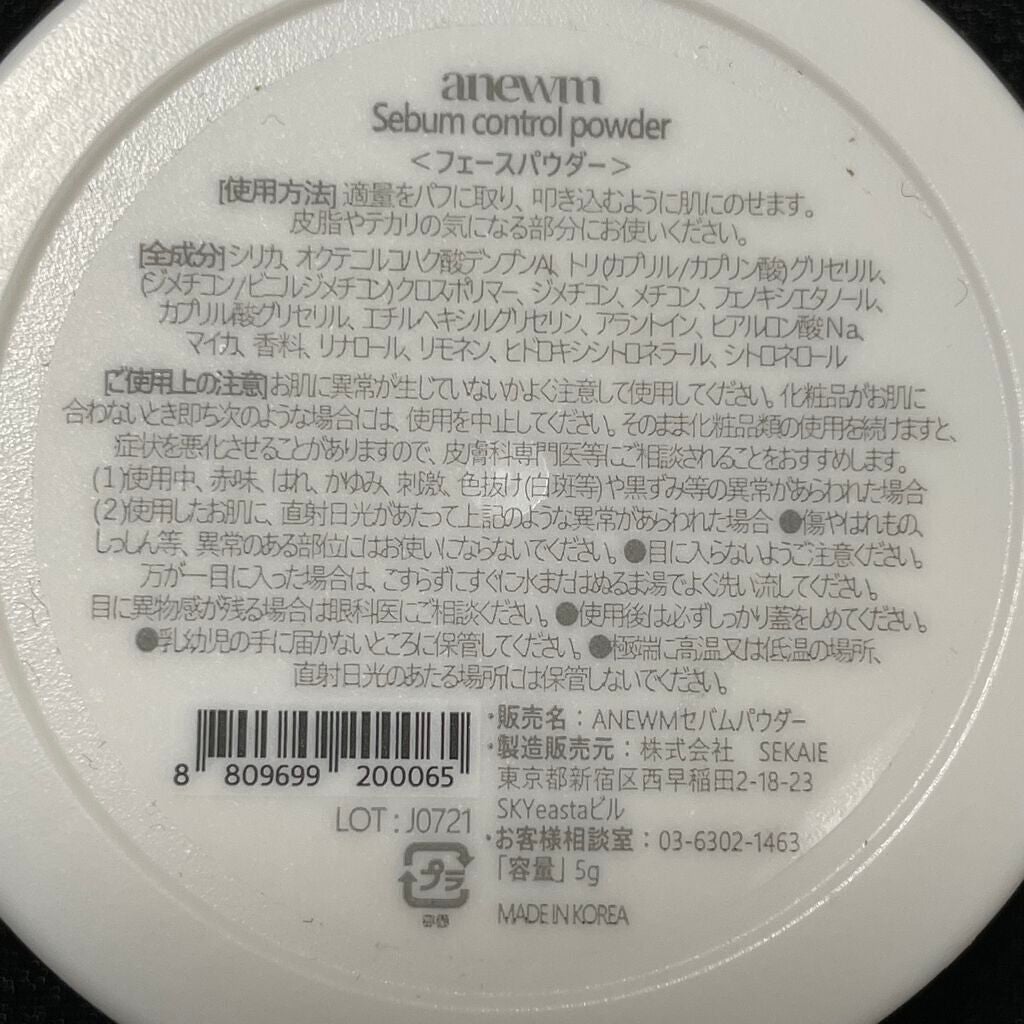 anewm
Sebum control powder
<フェースパウダー>
[使用方法] 適量をパフに取り、叩き込むように肌にのせます。
皮脂やテカリの気になる部分にお使いください。
[全成分] シリカ、オクテニルコハク酸デンプンAl、トリ(カプリル/カプリン酸)グリセリル、
(ジメチコン/ビニルジメチコン)クロスポリマー、ジメチコン、メチコン、フェノキシエタノール、
カプリル酸グリセリル、エチルヘキシルグリセリン、アラントイン、ヒアルロン酸Na、
マイカ、香料、リナロール、リモネン、ヒドロキシシトロネラール、シトロネロール
[ご使用上の注意]お肌に異常が生じていないかよく注意して使用してください。化粧品がお肌に
合わないとき即ち次のような場合には、使用を中止してください。そのまま化粧品類の使用を続けますと、
症状を悪化させることがありますので、皮膚科専門医等にご相談されることをおすすめします。
(1)使用中、赤味、はれ、かゆみ、刺激、色抜け(白斑等)や黒ずみ等の異常があらわれた場合
(2)使用したお肌に、直射日光があたって上記のような異常があらわれた場合 ●傷やはれもの、
しっしん等、異常のある部位にはお使いにならないでください。●目に入らないようご注意ください。
万が一目に入った場合は、こすらずにすぐに水またはぬるま湯でよく洗い流してください。
目に異物感が残る場合は眼科医にご相談ください。●使用後は必ずしっかり蓋をしめてください。
●乳幼児の手に届かないところに保管してください。●極端に高温又は低温の場所、
直射日光のあたる場所には保管しないでください。
8 809699 200065
LOT : J0721
プラ
・販売名：ANEWMセバムパウダー
・製造販売元：株式会社 SEKAIE
東京都新宿区西早稲田2-18-23
SKYeastaビル
・お客様相談室：03-6302-1463
「容量」5g
MADE IN KOREA